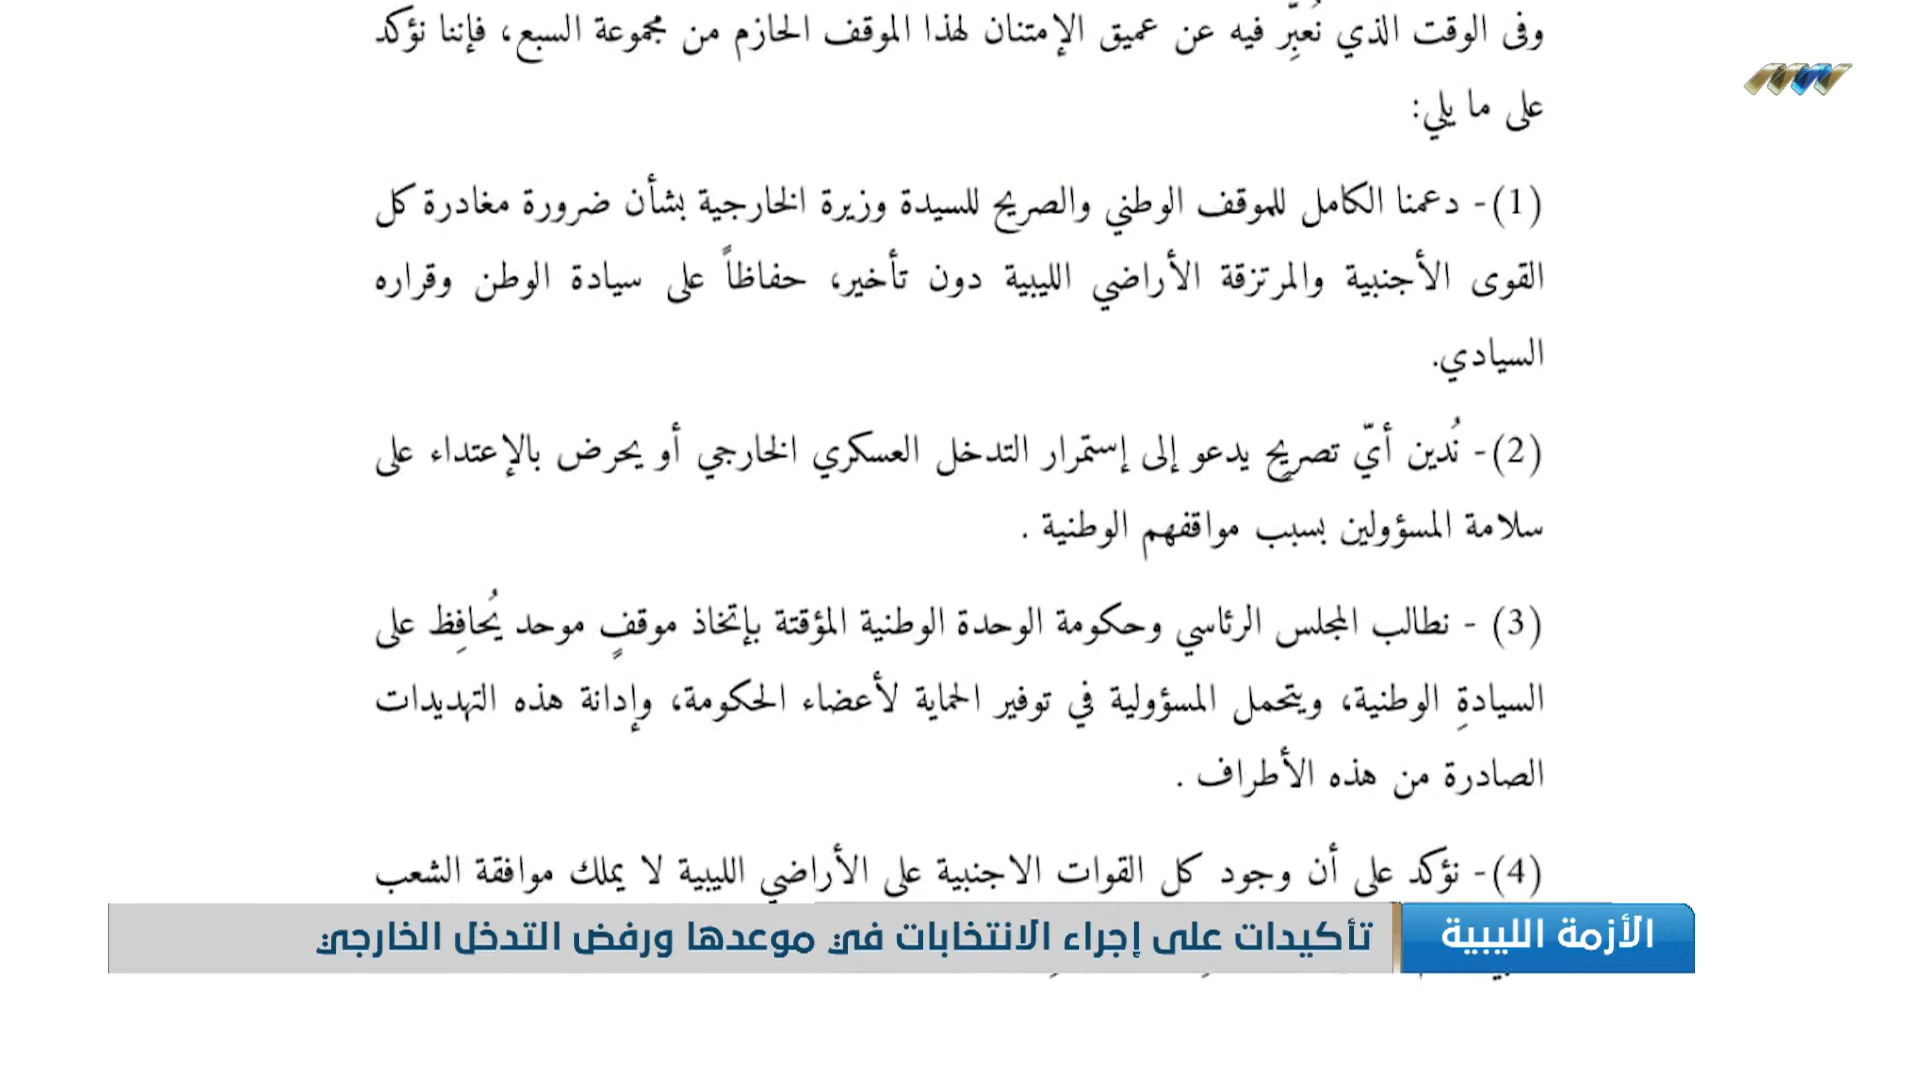 وفى الوقت الذي نُعبِّر فيه عن عميق الإمتنان لهذا الموقف الحازم من مجموعة السبع، فإننا نؤكد
على ما يلي:
(1)- دعمنا الكامل للموقف الوطني والصريح للسيدة وزيرة الخارجية بشأن ضرورة مغادرة كل
القوى الأجنبية والمرتزقة الأراضي الليبية دون تأخير، حفاظاً على سيادة الوطن وقراره
السيادي.
(2)- نُدين أيّ تصريحٍ يدعو إلى إستمرار التدخل العسكري الخارجي أو يحرض بالإعتداء على
سلامة المسؤولين بسبب مواقفهم الوطنية .
(3) - نطالب المجلس الرئاسي وحكومة الوحدة الوطنية المؤقتة بإتخاذ موقفٍ موحد يُحافِظ على
السيادةِ الوطنية، ويتحمل المسؤولية في توفير الحماية لأعضاء الحكومة، وإدانة هذه التهديدات
الصادرة من هذه الأطراف .
(4)- نؤكد على أن وجود كل القوات الاجنبية على الأراضي الليبية لا يملك موافقة الشعب
الأزمة الليبية
تأكيدات على إجراء الانتخابات في موعدها ورفض التدخل الخارجي